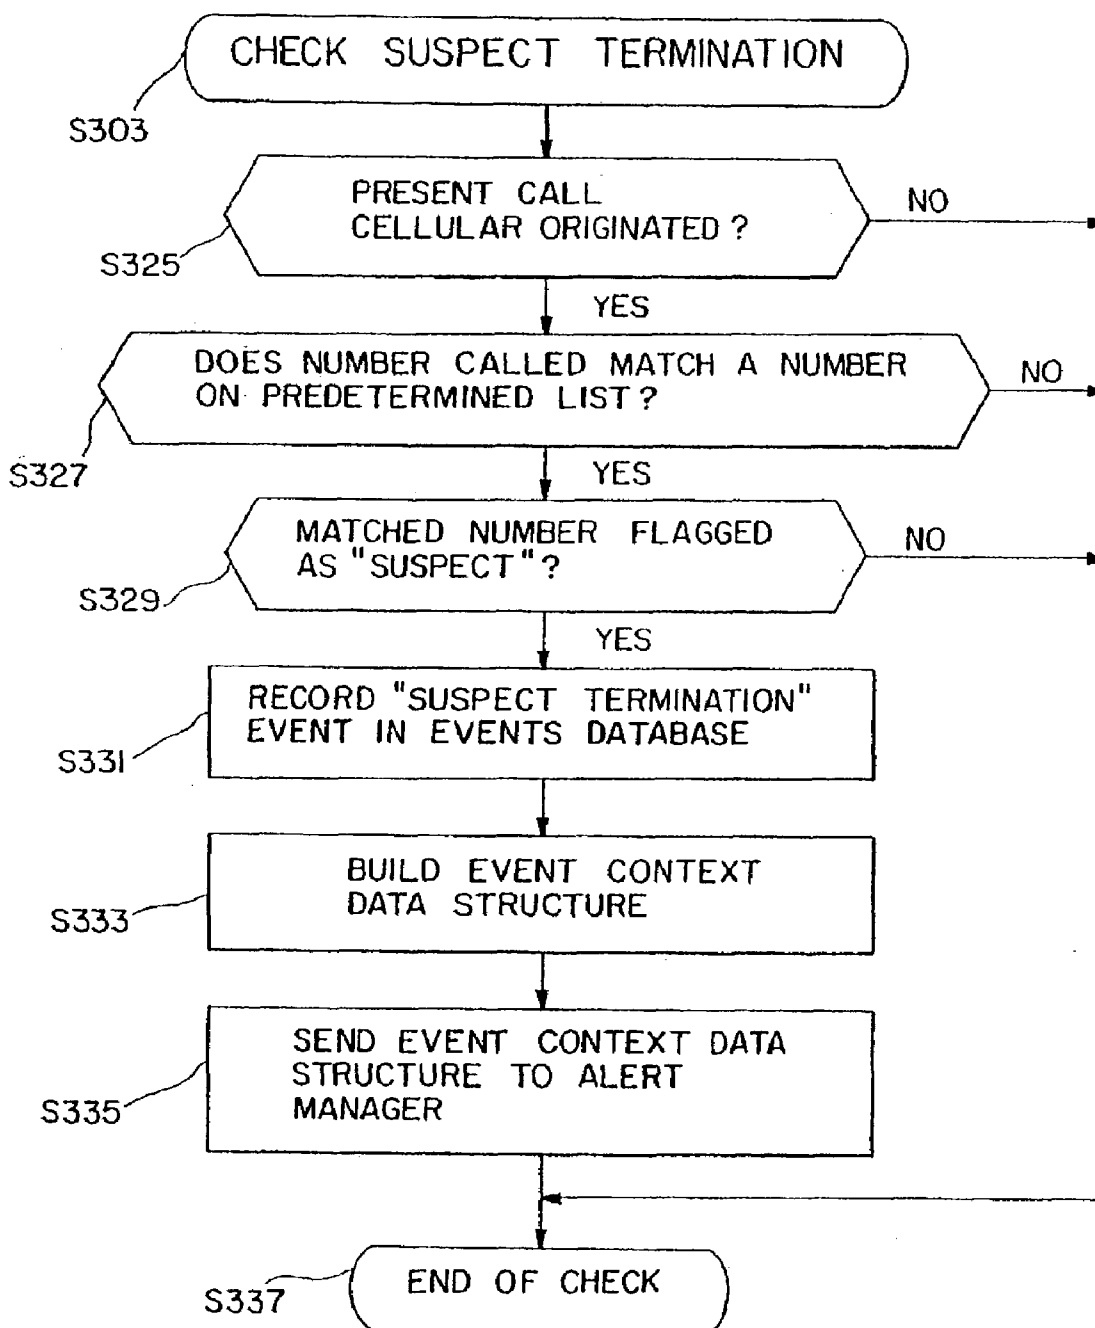 CHECK SUSPECT TERMINATION
S303
PRESENT CALL
CELLULAR ORIGINATED?
NO
S325
YES
DOES NUMBER CALLED MATCH A NUMBER
ON PREDETERMINED LIST?
NO
S327
YES
MATCHED NUMBER FLAGGED
AS "SUSPECT"?
NO
S329
YES
RECORD "SUSPECT TERMINATION"
EVENT IN EVENTS DATABASE
S331
BUILD EVENT CONTEXT
DATA STRUCTURE
S333
SEND EVENT CONTEXT DATA
STRUCTURE TO ALERT
MANAGER
S335
END OF CHECK
S337